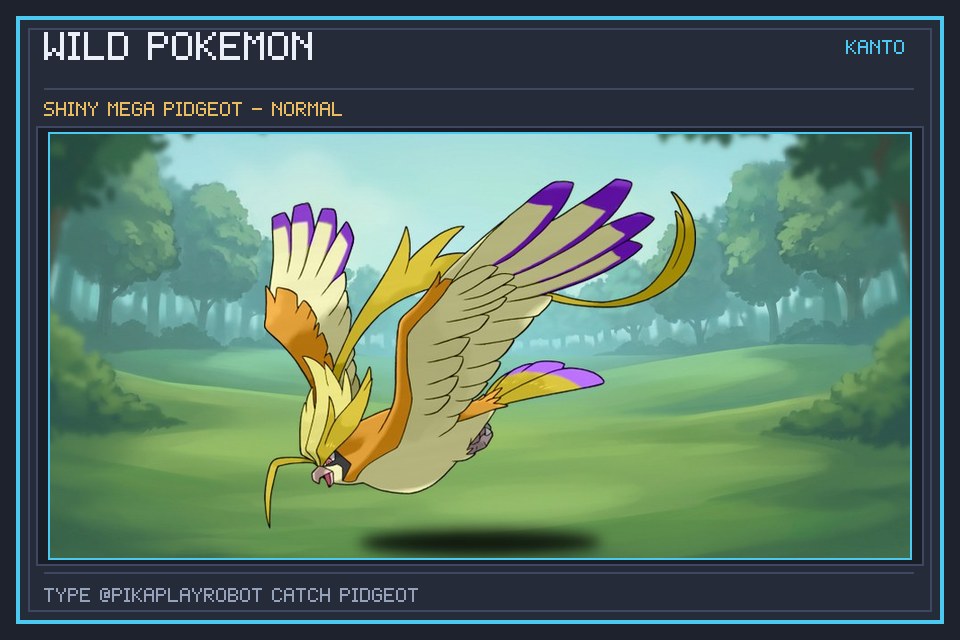 WILD POKEMON
KANTO
SHINY MEGA PIDGEOT - NORMAL
TYPE @PIKAPLAYROBOT CATCH PIDGEOT